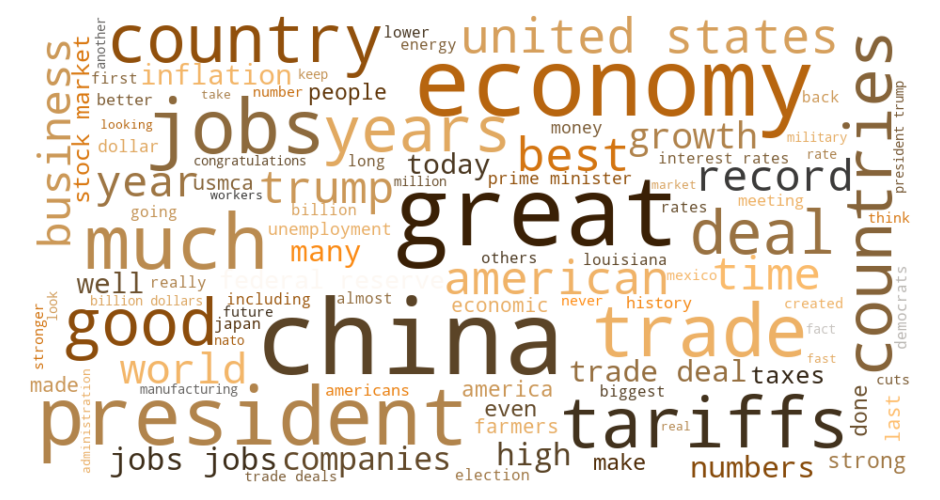 another
country
lower
energy
united states
business
stock market
first
inflation
keep
economy
countries
better
take
number
people
back
president trump
looking
jobs
years
money
growth
military
dollar
congratulations
long
today
best
interest rates
rate
year
usmca
workers
trump
million
prime minister
market
record
going
billion
great
rates
meeting
think
much
unemployment
many
deal
others
louisiana
well
really
federal reserve
american
mexico
time
democrats
stronger
look
billion dollars
including
almost
economic
never
history
created
good
future
japan
nato
china
trade
fact
fast
world
trade deal
taxes
made
manufacturing
americans
america
biggest
cuts
administration
president
even
farmers
tariffs
real
done
last
jobs jobs
companies
high
make
numbers
strong
trade deals
election